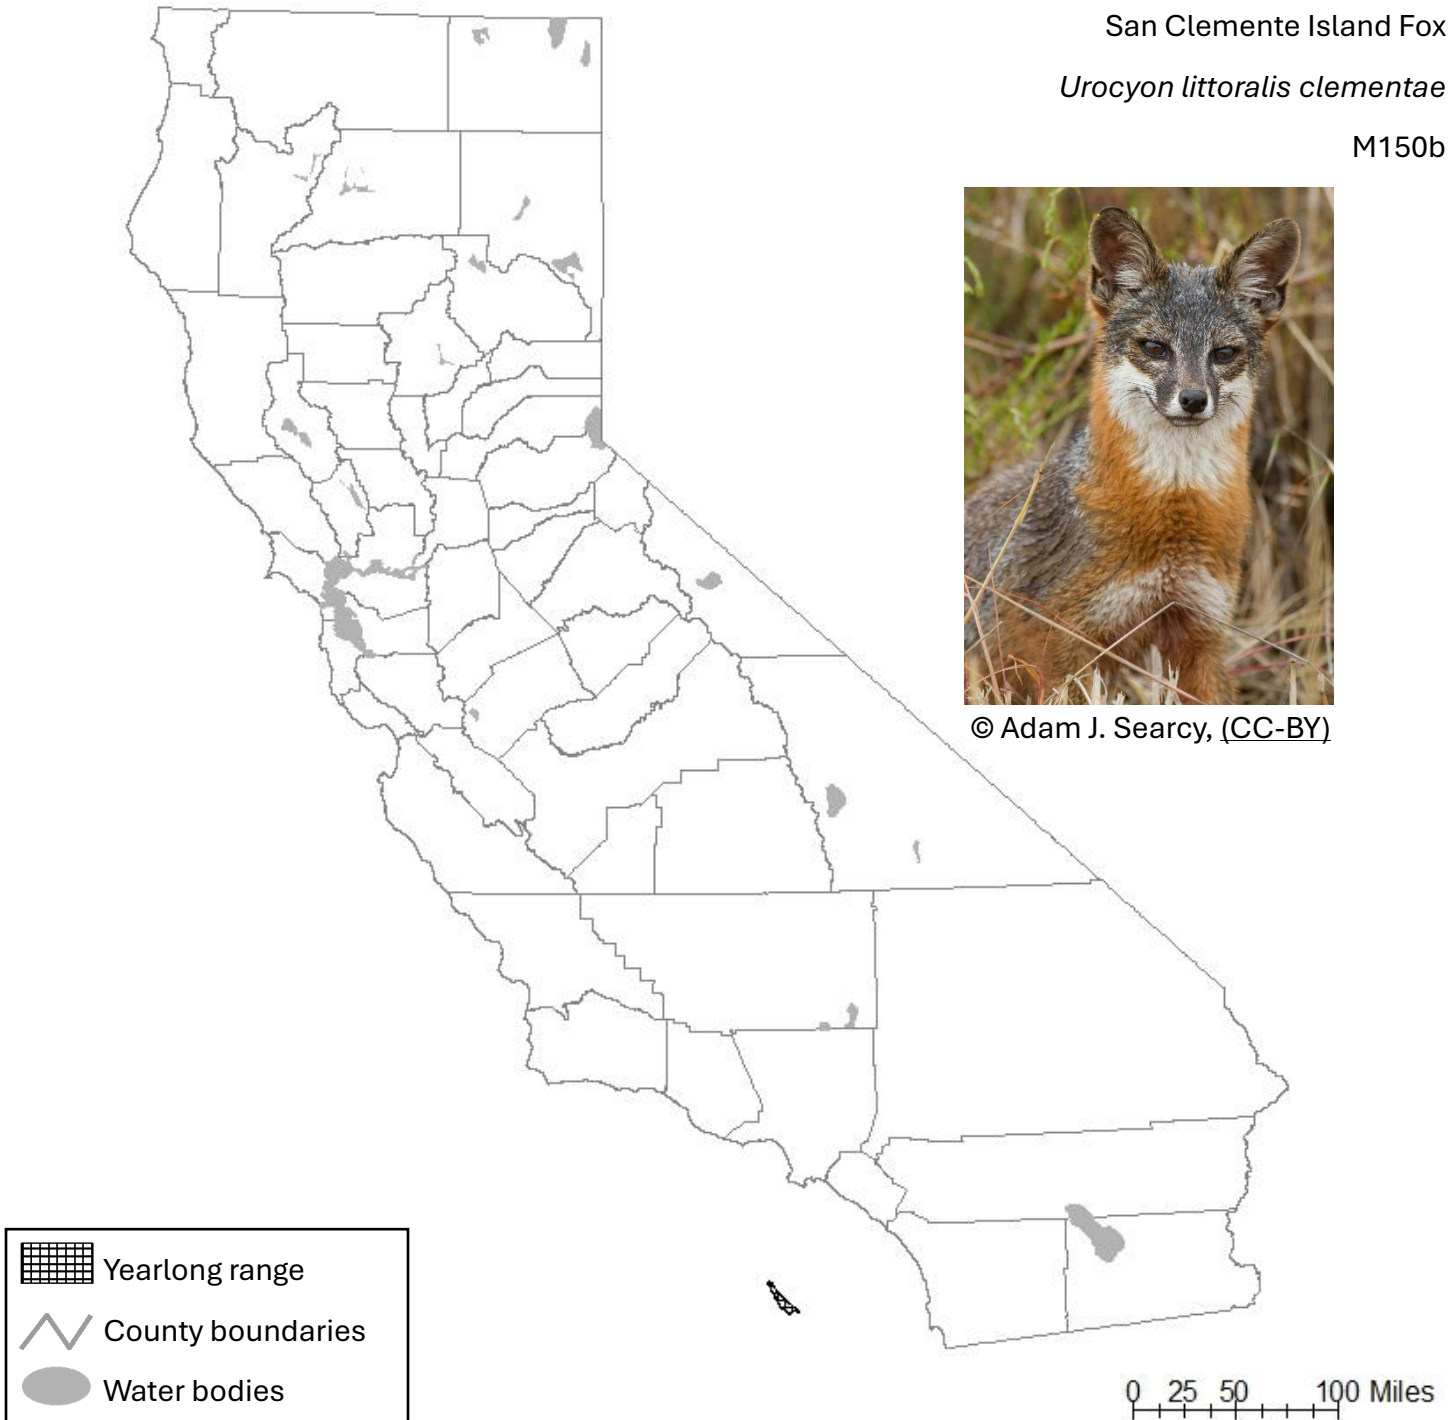 San Clemente Island Fox
Urocyon littoralis clementae
M150b
© Adam J. Searcy, (CC-BY)
Yearlong range
County boundaries
Water bodies
0 25 50 100 Miles